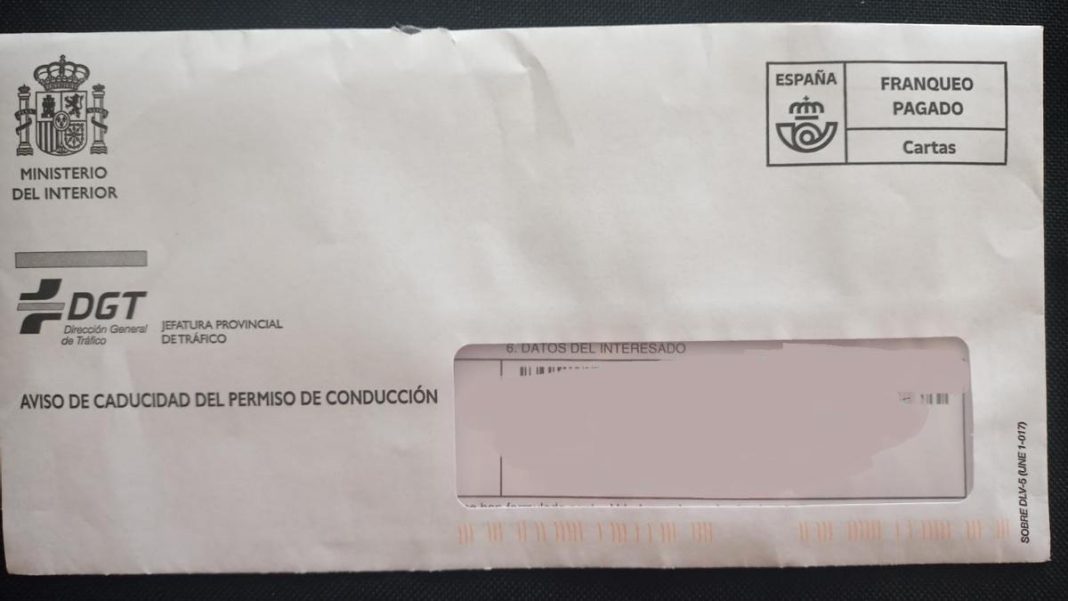 MINISTERIO
DEL INTERIOR
ESPAÑA
FRANQUEO
PAGADO
Cartas
DGT
Dirección General
de Tráfico
JEFATURA PROVINCIAL
DE TRÁFICO
AVISO DE CADUCIDAD DEL PERMISO DE CONDUCCIÓN
6. DATOS DEL INTERESADO
SOBRE DLV-5 (UNE 1-017)